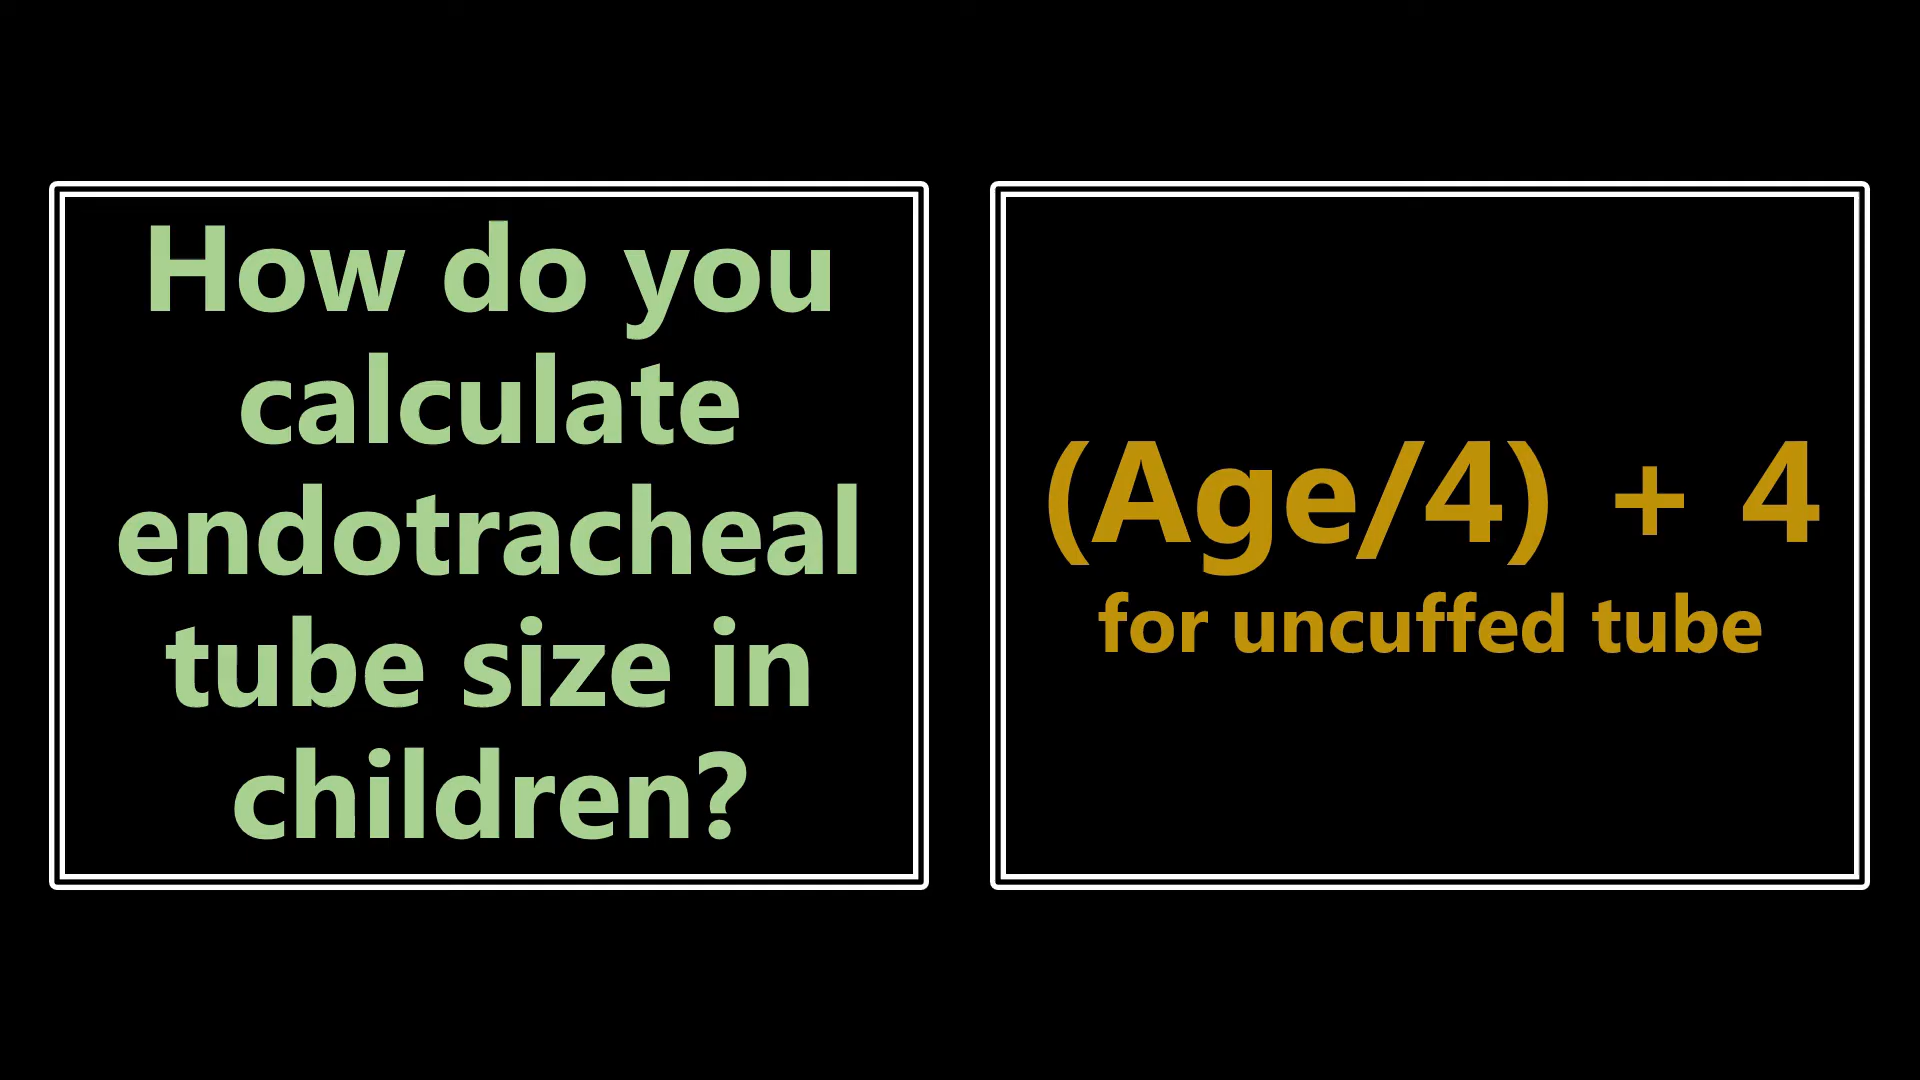 How do you
calculate
endotracheal
tube size in
children?
(Age/4) + 4
for uncuffed tube